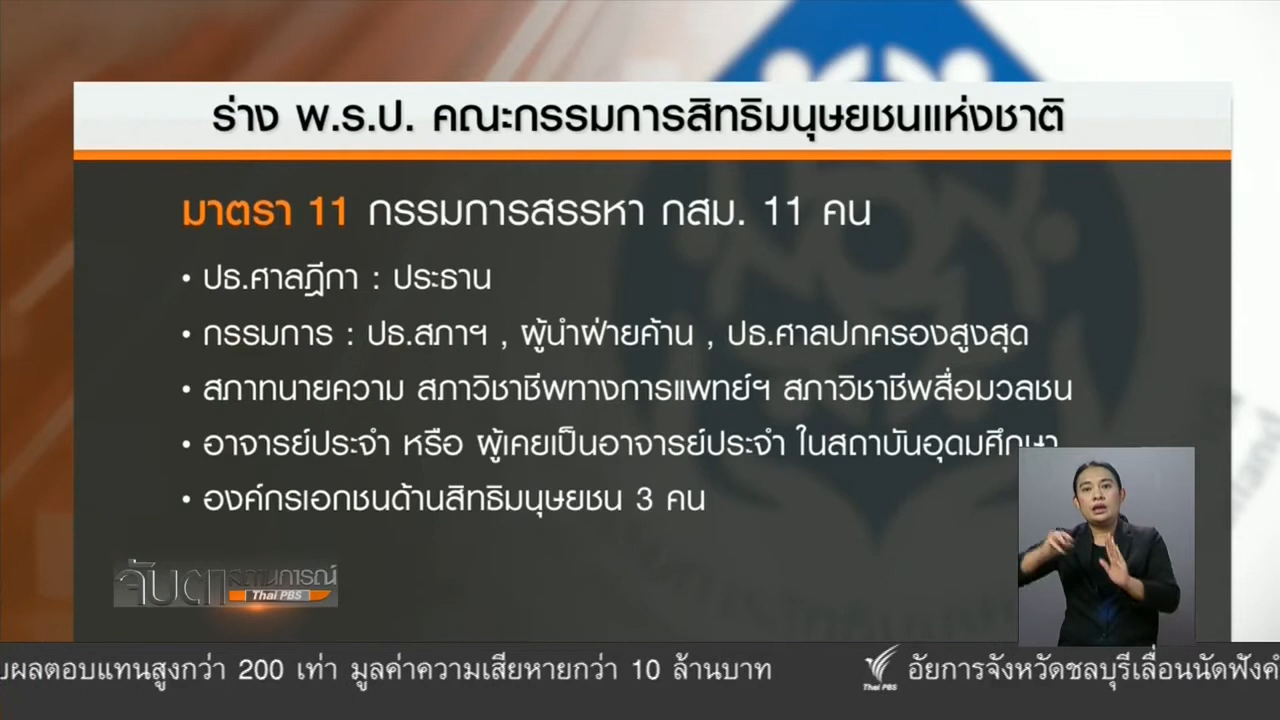 ร่าง พ.ร.ป. คณะกรรมการสิทธิมนุษยชนแห่งชาติ
มาตรา 11 กรรมการสรรหา กสม. 11 คน
• ปธ.ศาลฎีกา : ประธาน
• กรรมการ : ปธ.สภาฯ , ผู้นำฝ่ายค้าน , ปธ.ศาลปกครองสูงสุด
• สภาทนายความ สภาวิชาชีพทางการแพทย์ฯ สภาวิชาชีพสื่อมวลชน
• อาจารย์ประจำ หรือ ผู้เคยเป็นอาจารย์ประจำ ในสถาบันอุดมศึกษา
• องค์กรเอกชนด้านสิทธิมนุษยชน 3 คน
จับตาสถานการณ์
Thai PBS
บผลตอบแทนสูงกว่า 200 เท่า มูลค่าความเสียหายกว่า 10 ล้านบาท Thai PBS อัยการจังหวัดชลบุรีเลื่อนนัดฟังคำ